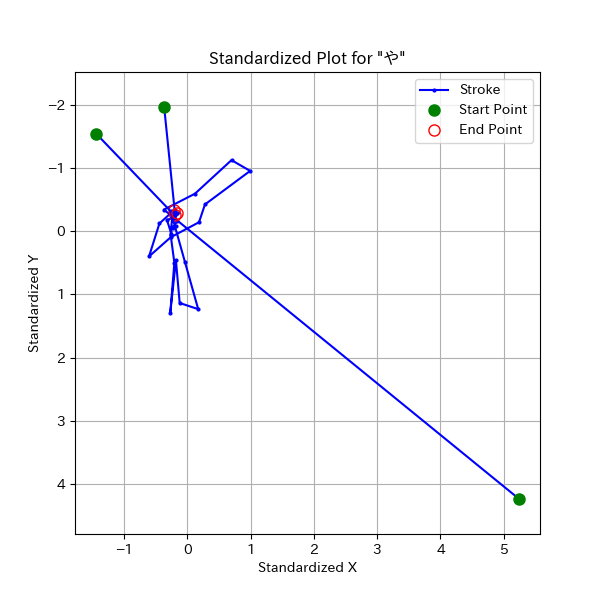 Standardized Plot for "や"
Stroke
Start Point
End Point
−2
−1
0
1
2
3
4
Standardized Y
−1 0 1 2 3 4 5
Standardized X